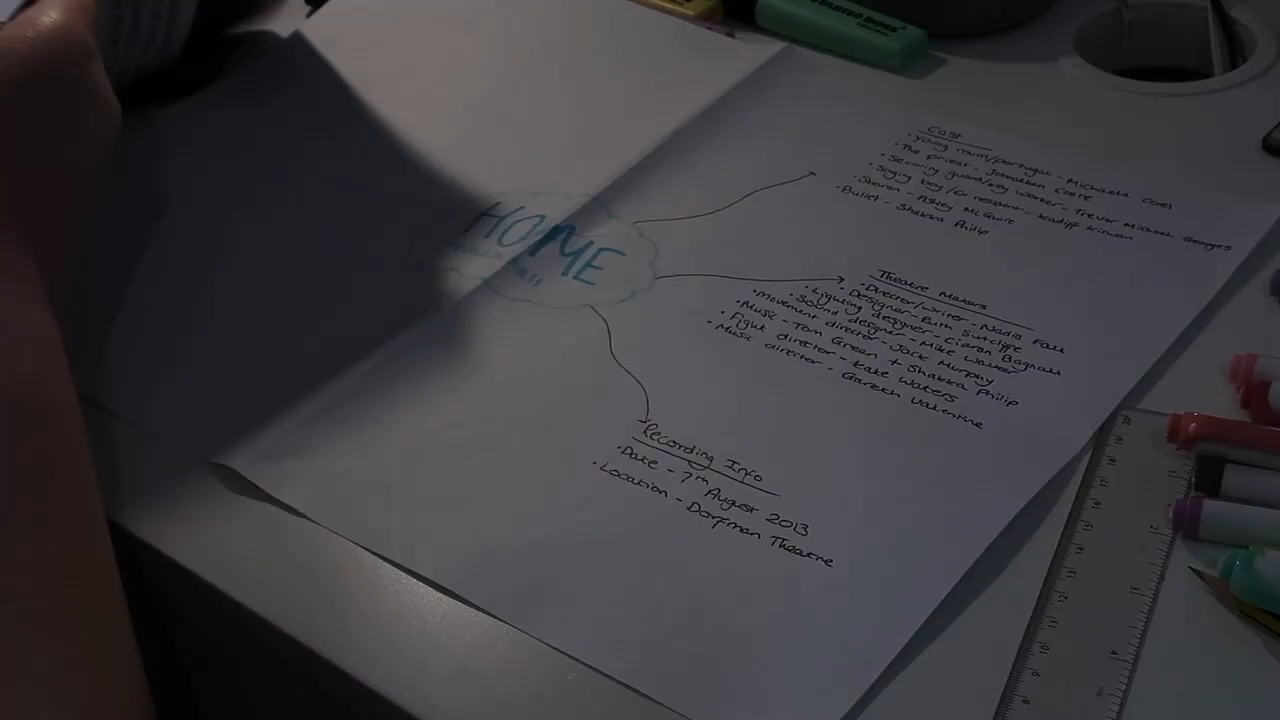 STABILO BOSS
HOME
Cast
• Young mum/portugal - Michaela Coel
• The priest - Johnathan Coote
• Security guard/key worker - Trevor Michael Georges
• Singing boy/ resident - Kadiff Kirwan
• Sharon - Ashley McGuire
• Bullet - Shakka Philip
Theatre Makers
• Director/writer - Nadia Fall
• Designer - Ruth Sutcliffe
• Lighting designer - Ciaran Bagnall
• Sound designer - Mike Walker
• Movement director - Jack Murphy
• Music - Tom Green + Shakka Philip
• Fight director - Kate Waters
• Music director - Gareth Valentine
Recording Info
• Date - 7th August 2013
• Location - Dorfman Theatre